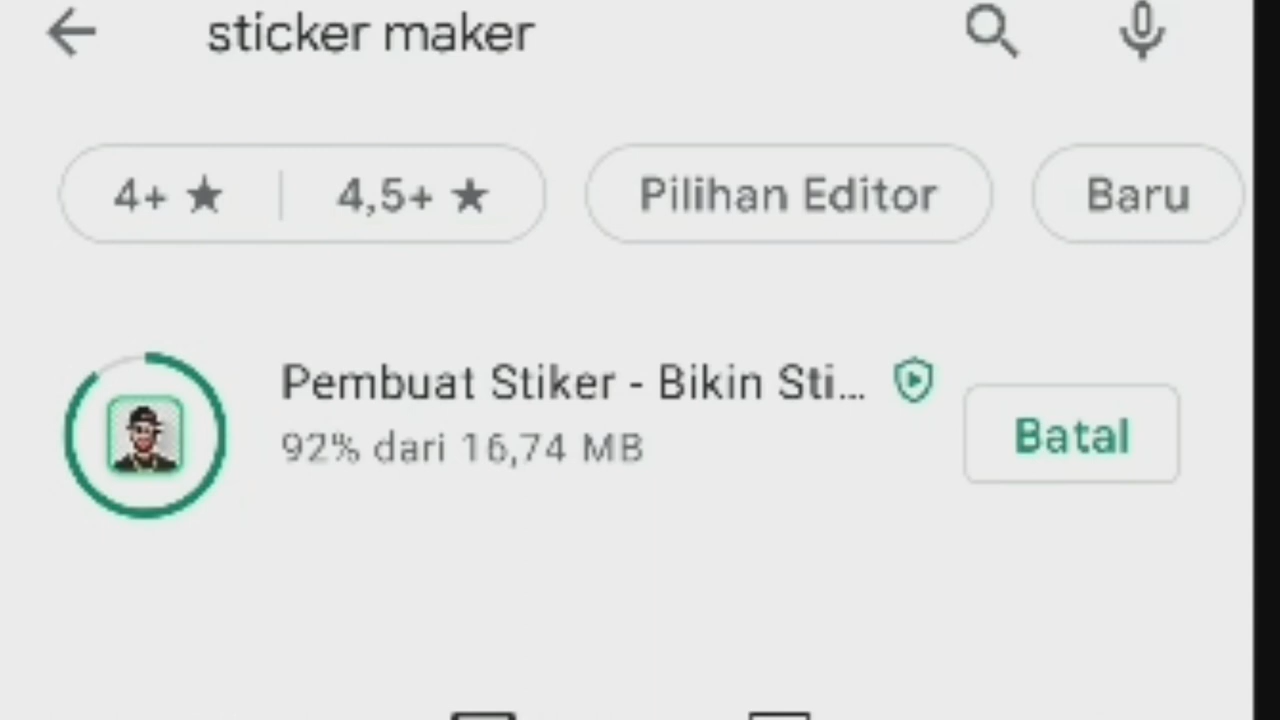 sticker maker
4+ ★ 4,5+ ★ Pilihan Editor Baru
Pembuat Stiker - Bikin Sti...
92% dari 16,74 MB
Batal